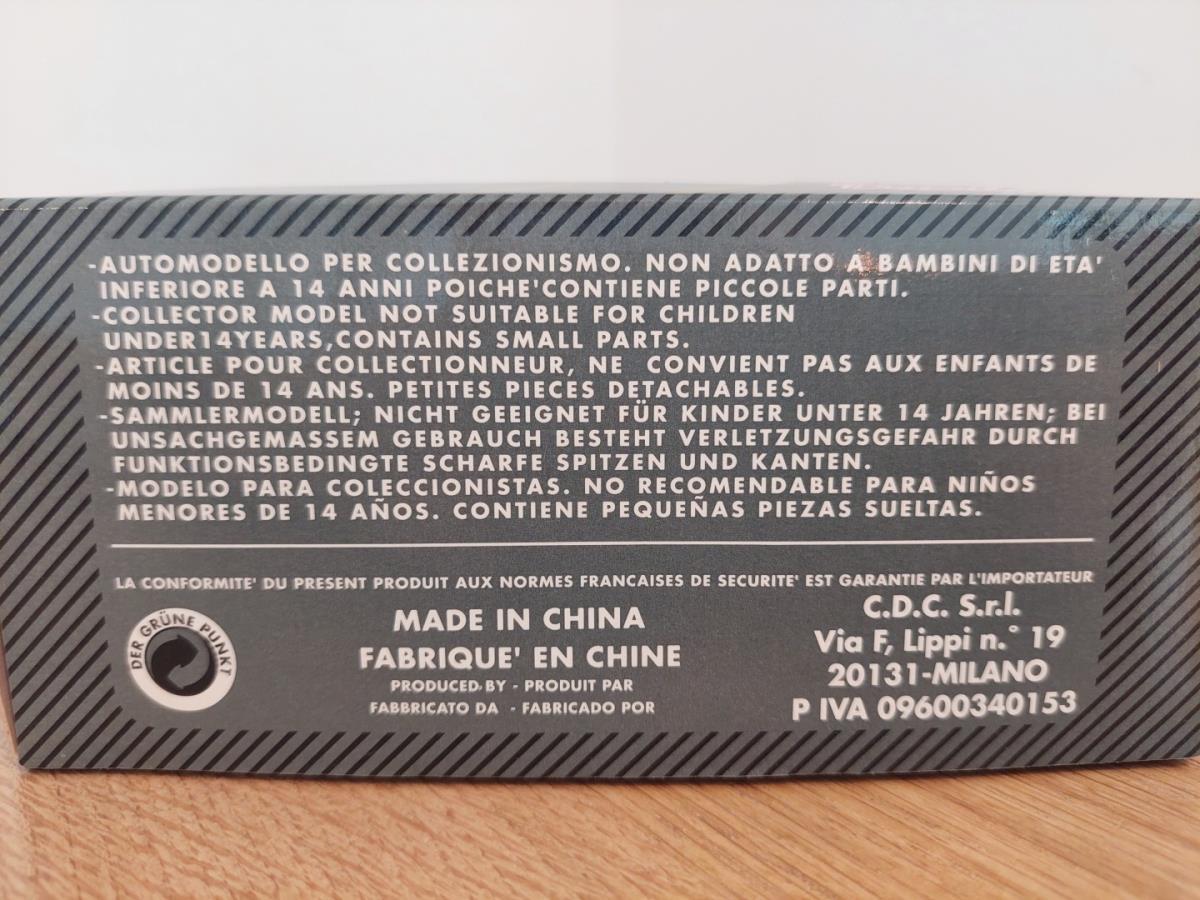 -AUTOMODELLO PER COLLEZIONISMO. NON ADATTO A BAMBINI DI ETA'
INFERIORE A 14 ANNI POICHE'CONTIENE PICCOLE PARTI.
-COLLECTOR MODEL NOT SUITABLE FOR CHILDREN
UNDER14YEARS,CONTAINS SMALL PARTS.
-ARTICLE POUR COLLECTIONNEUR, NE CONVIENT PAS AUX ENFANTS DE
MOINS DE 14 ANS. PETITES PIECES DETACHABLES.
-SAMMLERMODELL; NICHT GEEIGNET FÜR KINDER UNTER 14 JAHREN; BEI
UNSACHGEMASSEM GEBRAUCH BESTEHT VERLETZUNGSGEFAHR DURCH
FUNKTIONSBEDINGTE SCHARFE SPITZEN UND KANTEN.
-MODELO PARA COLECCIONISTAS. NO RECOMENDABLE PARA NIÑOS
MENORES DE 14 AÑOS. CONTIENE PEQUEÑAS PIEZAS SUELTAS.
LA CONFORMITE' DU PRESENT PRODUIT AUX NORMES FRANCAISES DE SECURITE' EST GARANTIE PAR L'IMPORTATEUR
DER GRÜNE PUNKT
MADE IN CHINA
FABRIQUE' EN CHINE
PRODUCED BY - PRODUIT PAR
FABBRICATO DA - FABRICADO POR
C.D.C. S.r.l.
Via F, Lippi n.° 19
20131-MILANO
P IVA 09600340153